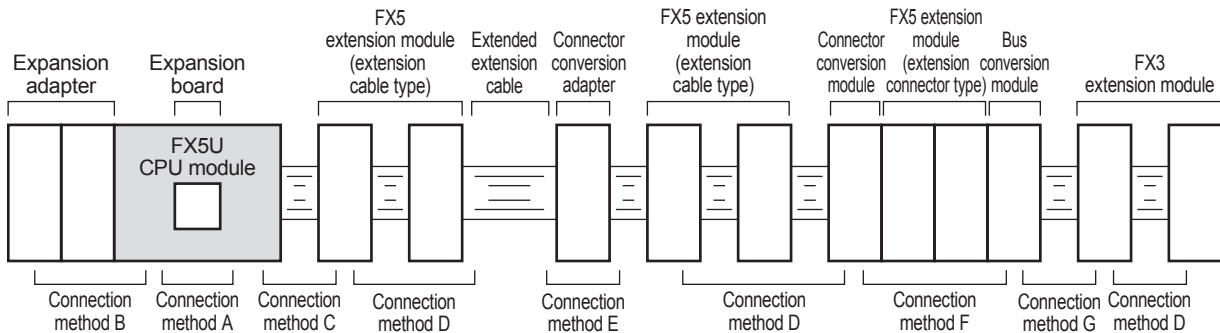 Expansion
adapter
Expansion
board
FX5
extension module
(extension
cable type)
Extended
extension
cable
Connector
conversion
adapter
FX5 extension
module
(extension
cable type)
Connector
conversion
module
FX5 extension
module
(extension
connector type)
Bus
conversion
module
FX3
extension module
FX5U
CPU module
Connection
method B
Connection
method A
Connection
method C
Connection
method D
Connection
method E
Connection
method D
Connection
method F
Connection
method G
Connection
method D